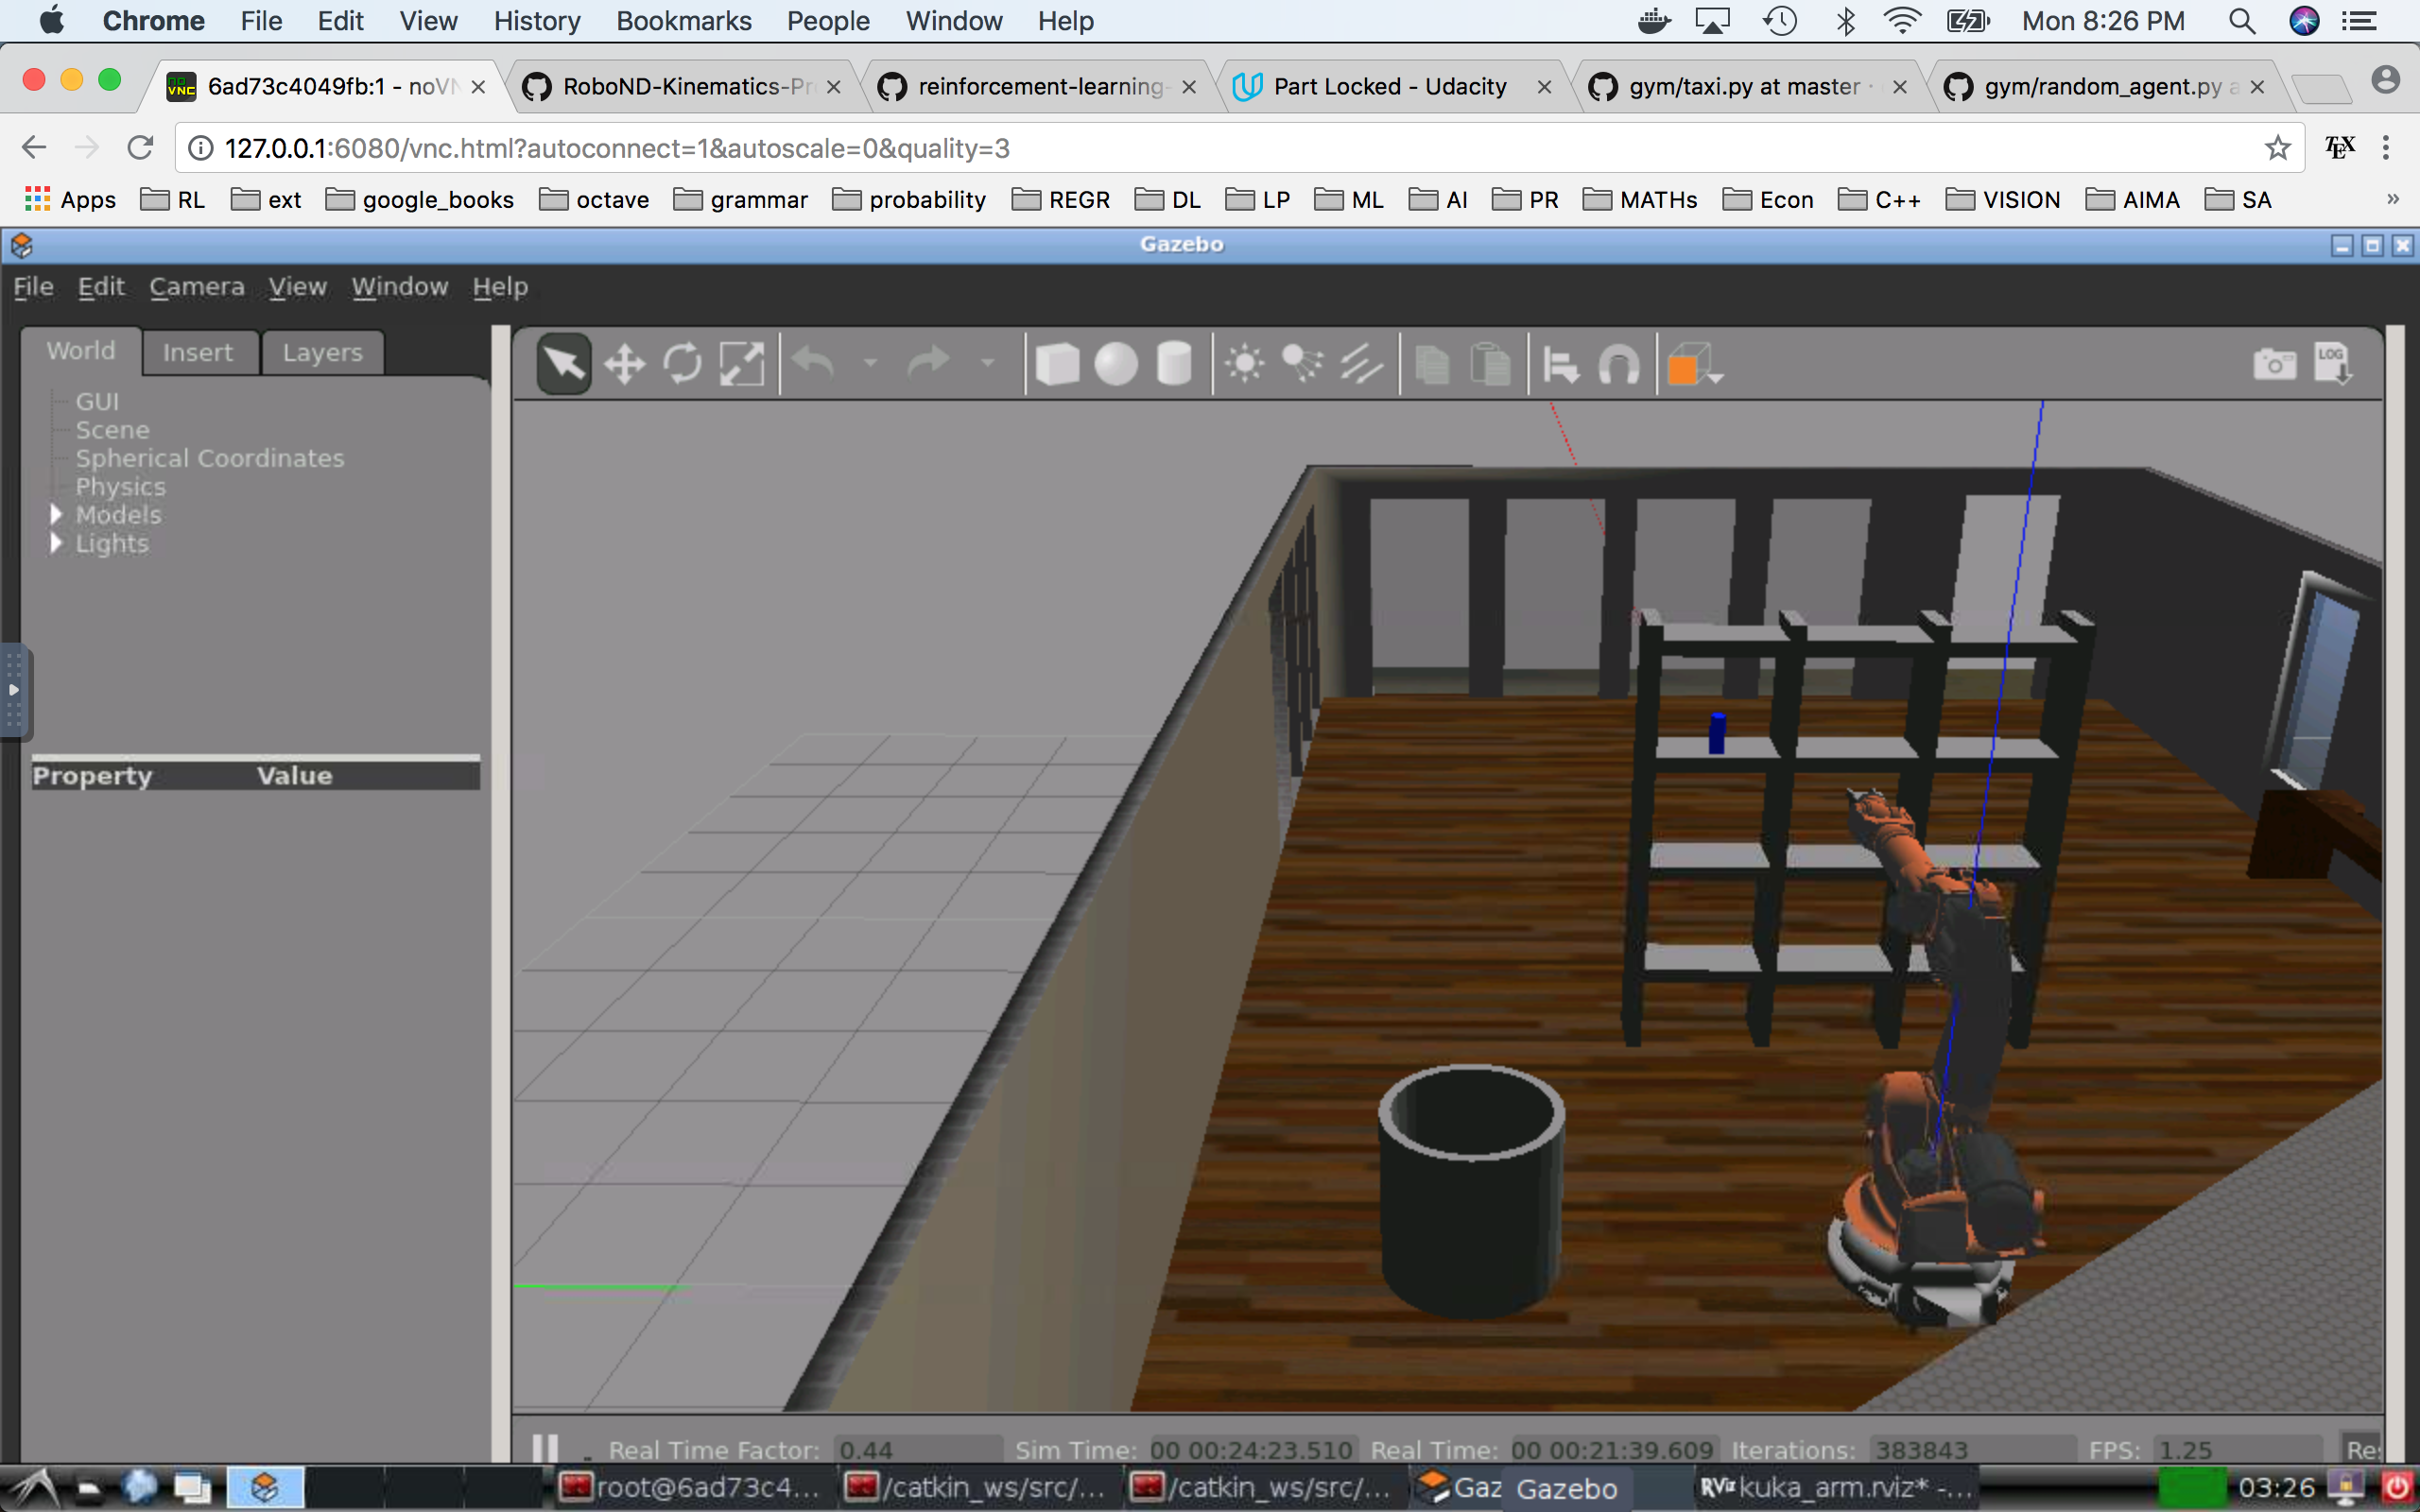 Chrome File Edit View History Bookmarks People Window Help Mon 8:26 PM
6ad73c4049fb:1 - noVN RoboND-Kinematics-Pr reinforcement-learning- Part Locked - Udacity gym/taxi.py at master · gym/random_agent.py a
127.0.0.1:6080/vnc.html?autoconnect=1&autoscale=0&quality=3 TEX
Apps RL ext google_books octave grammar probability REGR DL LP ML AI PR MATHs Econ C++ VISION AIMA SA »
Gazebo
File Edit Camera View Window Help
World Insert Layers
LOG
GUI
Scene
Spherical Coordinates
Physics
Models
Lights
Property Value
Real Time Factor: 0.44 Sim Time: 00 00:24:23.510 Real Time: 00 00:21:39.609 Iterations: 383843 FPS: 1.25 Re
root@6ad73c4... /catkin_ws/src/... /catkin_ws/src/... Gaz Gazebo RViz kuka_arm.rviz* -... 03:26